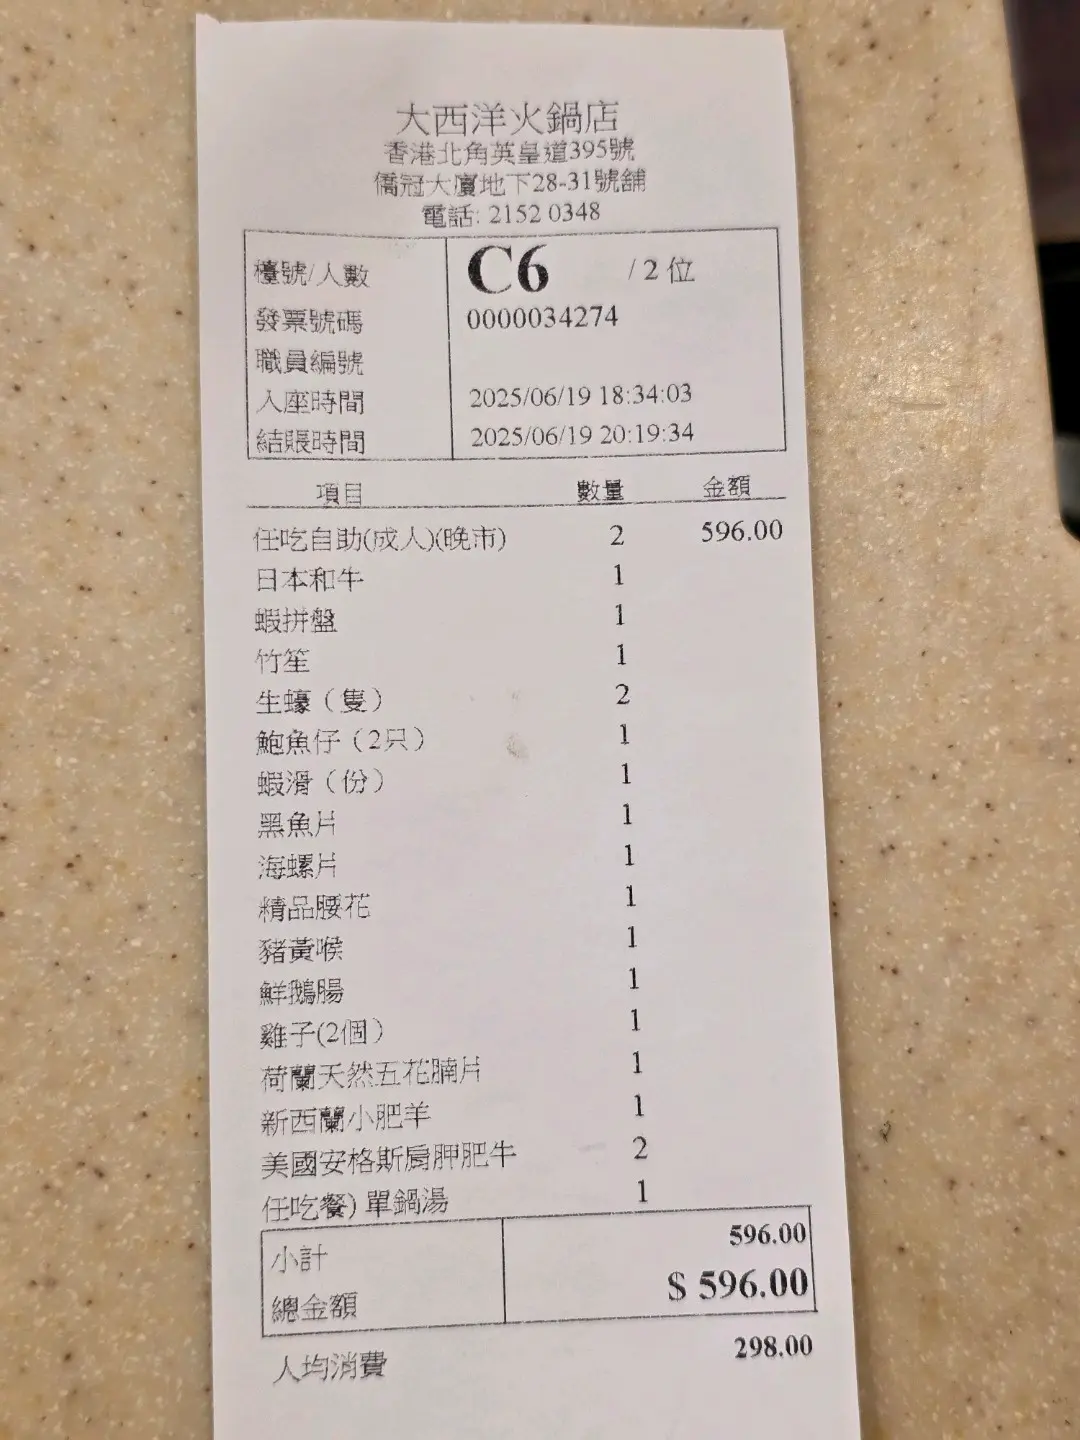 大西洋火鍋店
香港北角英皇道395號
僑冠大廈地下28-31號舖
電話: 2152 0348
檯號/人數 C6 / 2 位
發票號碼 0000034274
職員編號
入座時間 2025/06/19 18:34:03
結賬時間 2025/06/19 20:19:34
項目 數量 金額
任吃自助(成人)(晚市) 2 596.00
日本和牛 1
蝦拼盤 1
竹笙 1
生蠔（隻） 2
鮑魚仔（2只） 1
蝦滑（份） 1
黑魚片 1
海螺片 1
精品腰花 1
豬黃喉 1
鮮鵝腸 1
雞子(2個） 1
荷蘭天然五花腩片 1
新西蘭小肥羊 1
美國安格斯肩胛肥牛 2
任吃餐) 單鍋湯 1
小計 596.00
總金額 $ 596.00
人均消費 298.00